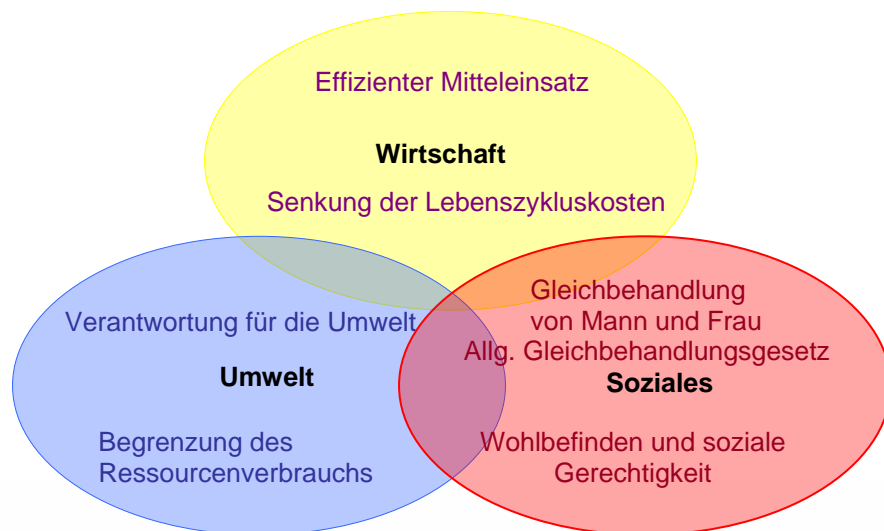 Effizienter Mitteleinsatz
Wirtschaft
Senkung der Lebenszykluskosten
Verantwortung für die Umwelt
Umwelt
Begrenzung des
Ressourcenverbrauchs
Gleichbehandlung
von Mann und Frau
Allg. Gleichbehandlungsgesetz
Soziales
Wohlbefinden und soziale
Gerechtigkeit